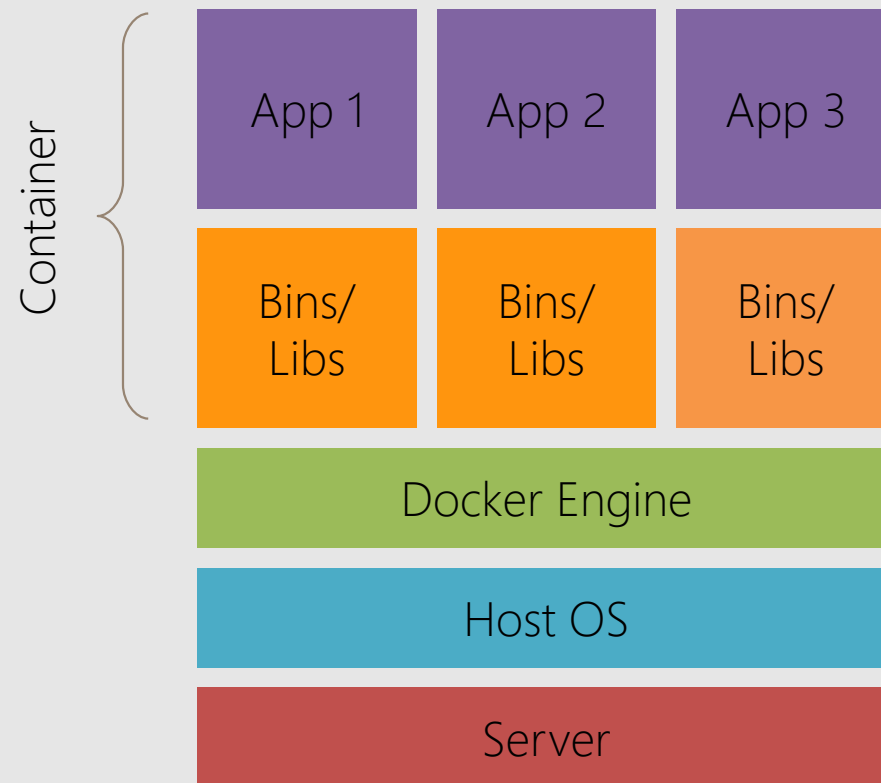 Container
App 1
App 2
App 3
Bins/
Libs
Bins/
Libs
Bins/
Libs
Docker Engine
Host OS
Server